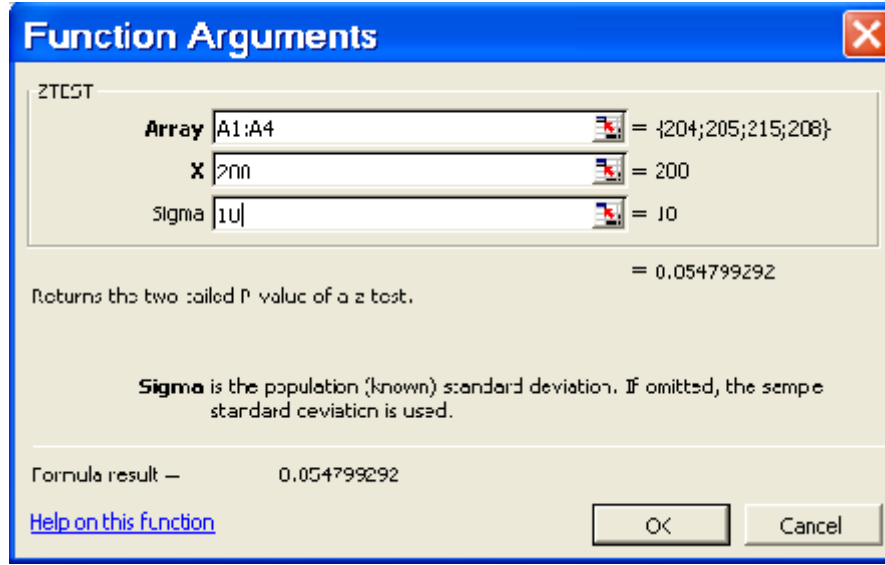 Function Arguments
ZTEST
Array A1:A4 = {204;205;215;208}
X 200 = 200
Sigma 10 = 10
= 0.054799292
Returns the two tailed P value of a z test.
Sigma is the population (known) standard deviation. If omitted, the sample
standard deviation is used.
Formula result = 0.054799292
Help on this function
OK Cancel